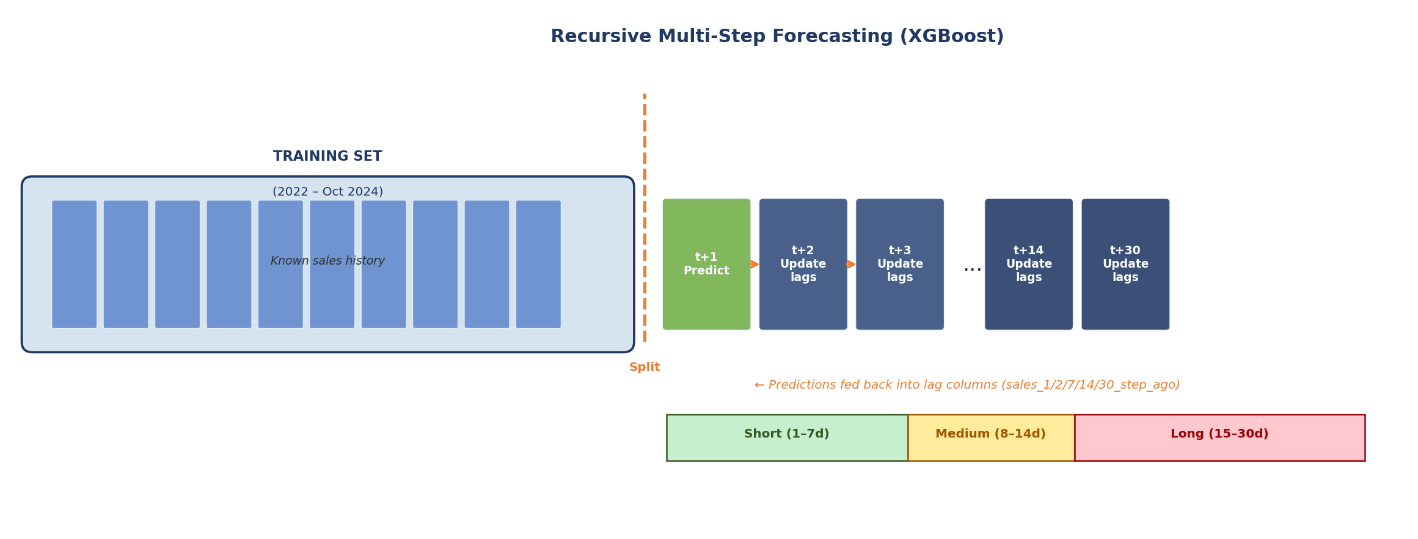 Recursive Multi-Step Forecasting (XGBoost)
TRAINING SET
(2022 – Oct 2024)
Known sales history
Split
t+1
Predict
t+2
Update
lags
t+3
Update
lags
...
t+14
Update
lags
t+30
Update
lags
← Predictions fed back into lag columns (sales_1/2/7/14/30_step_ago)
Short (1–7d)
Medium (8–14d)
Long (15–30d)